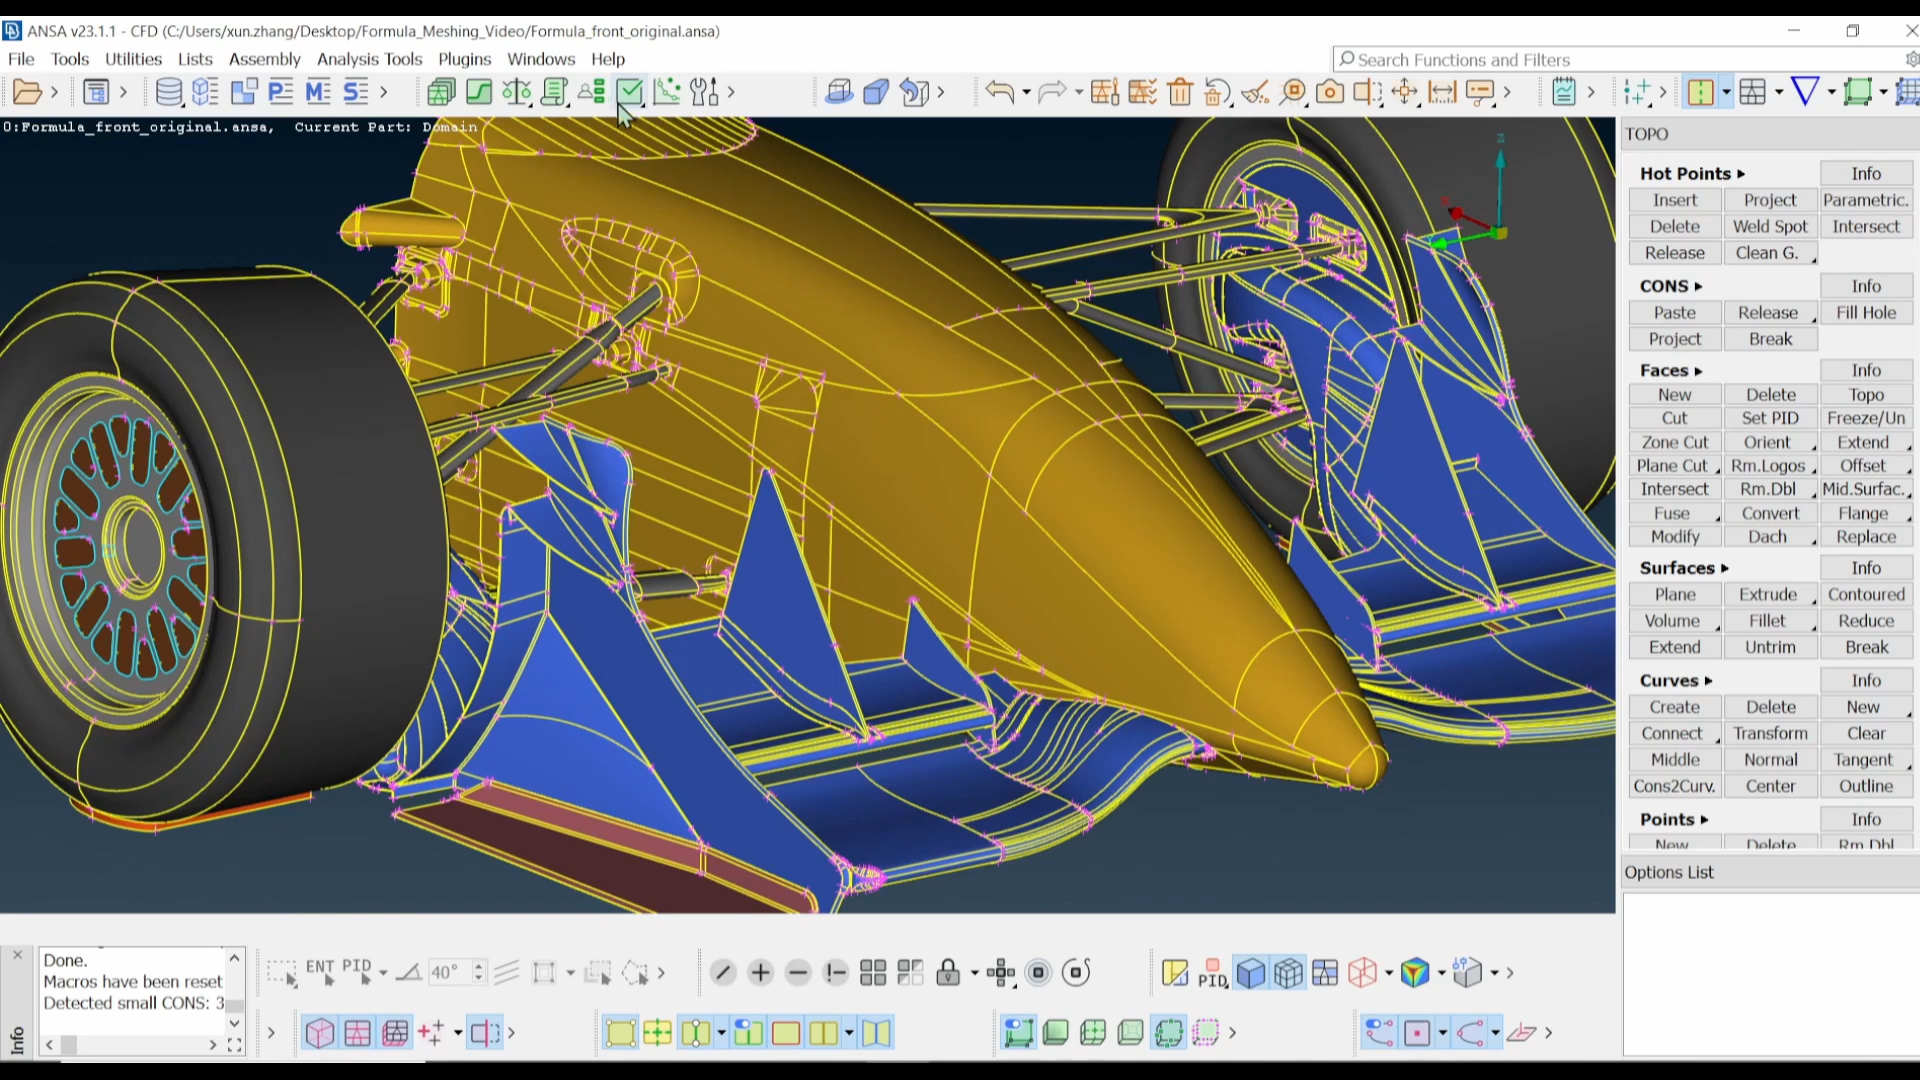 ANSA v23.1.1 - CFD (C:/Users/xun.zhang/Desktop/Formula_Meshing_Video/Formula_front_original.ansa)
File Tools Utilities Lists Assembly Analysis Tools Plugins Windows Help
Search Functions and Filters
0:Formula_front_original.ansa, Current Part: Domain
Z
TOPO
Hot Points Info
Insert Project Parametric.
Delete Weld Spot Intersect
Release Clean G.
CONS Info
Paste Release Fill Hole
Project Break
Faces Info
New Delete Topo
Cut Set PID Freeze/Un
Zone Cut Orient Extend
Plane Cut Rm.Logos Offset
Intersect Rm.Dbl Mid.Surfac.
Fuse Convert Flange
Modify Dach Replace
Surfaces Info
Plane Extrude Contoured
Volume Fillet Reduce
Extend Untrim Break
Curves Info
Create Delete New
Connect Transform Clear
Middle Normal Tangent
Cons2Curv. Center Outline
Points Info
New Delete Rm Dbl
Options List
Info
Done.
Macros have been reset
Detected small CONS: 3
ENT PID 40°
PID